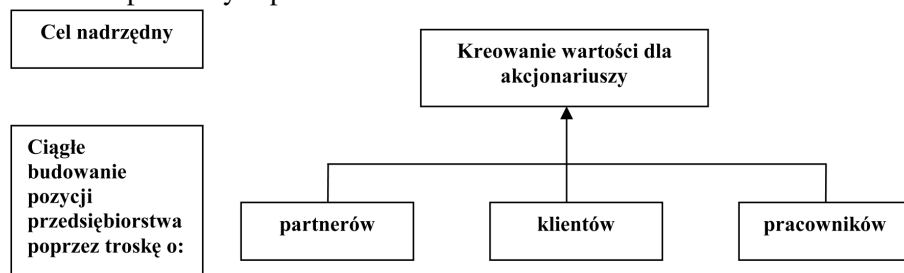 Cel nadrzędny
Kreowanie wartości dla
akcjonariuszy
Ciągłe
budowanie
pozycji
przedsiębiorstwa
poprzez troskę o:
partnerów
klientów
pracowników